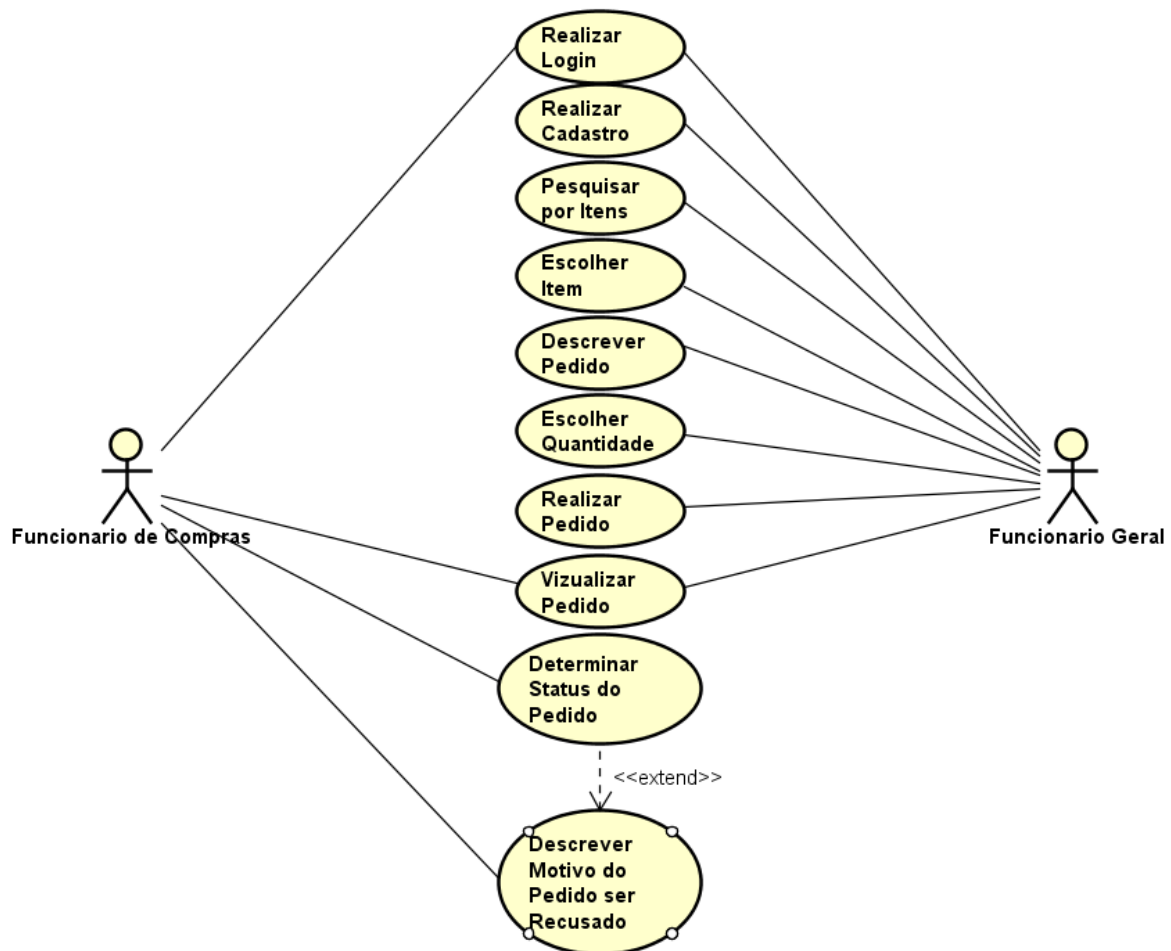 Realizar
Login
Realizar
Cadastro
Pesquisar
por Itens
Escolher
Item
Descrever
Pedido
Escolher
Quantidade
Realizar
Pedido
Funcionario de Compras
Funcionario Geral
Vizualizar
Pedido
Determinar
Status do
Pedido
<<extend>>
Descrever
Motivo do
Pedido ser
Recusado